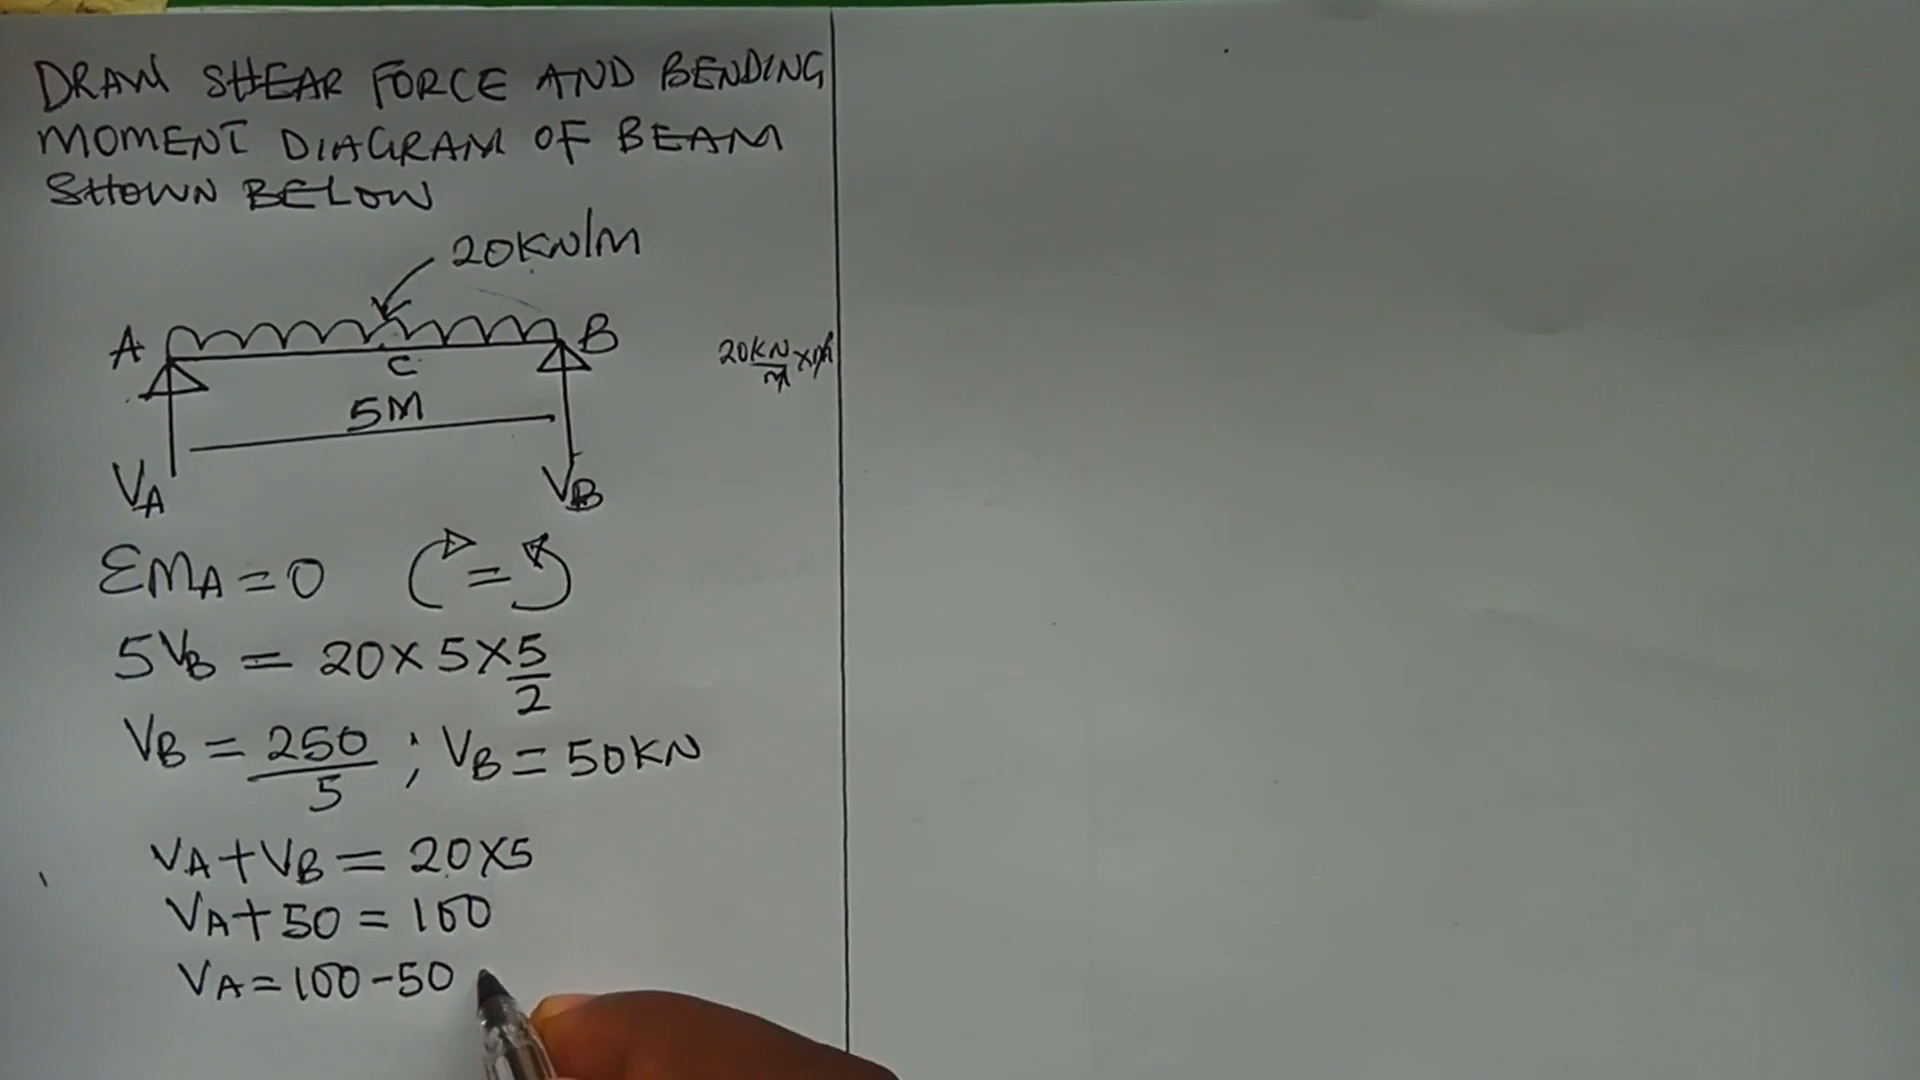 DRAW SHEAR FORCE AND BENDING
MOMENT DIAGRAM OF BEAM
SHOWN BELOW
20KN/M
A
B
C
20KN/M × M
5M
VA
VB
ΣMA = 0 ( = )
5VB = 20 × 5 × 5/2
VB = 250/5 ; VB = 50KN
VA + VB = 20 × 5
VA + 50 = 100
VA = 100 - 50